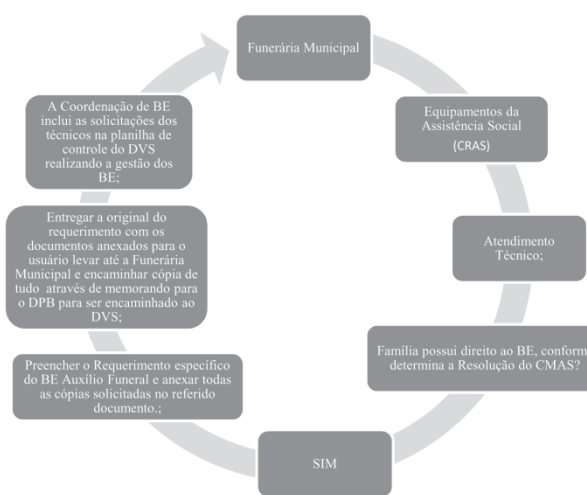 Funerária Municipal
Equipamentos da
Assistência Social
(CRAS)
Atendimento
Técnico;
Família possui direito ao BE, conform
determina a Resolução do CMAS?
SIM
Preencher o Requerimento específico
do BE Auxílio Funeral e anexar todas
as cópias solicitadas no referido
documento.;
Entregar a original do
requerimento com os
documentos anexados para o
usuário levar até a Funerária
Municipal e encaminhar cópia de
tudo através de memorando para
o DPB para ser encaminhado ao
DVS;
A Coordenação de BE
inclui as solicitações dos
técnicos na planilha de
controle do DVS
realizando a gestão dos
BE;